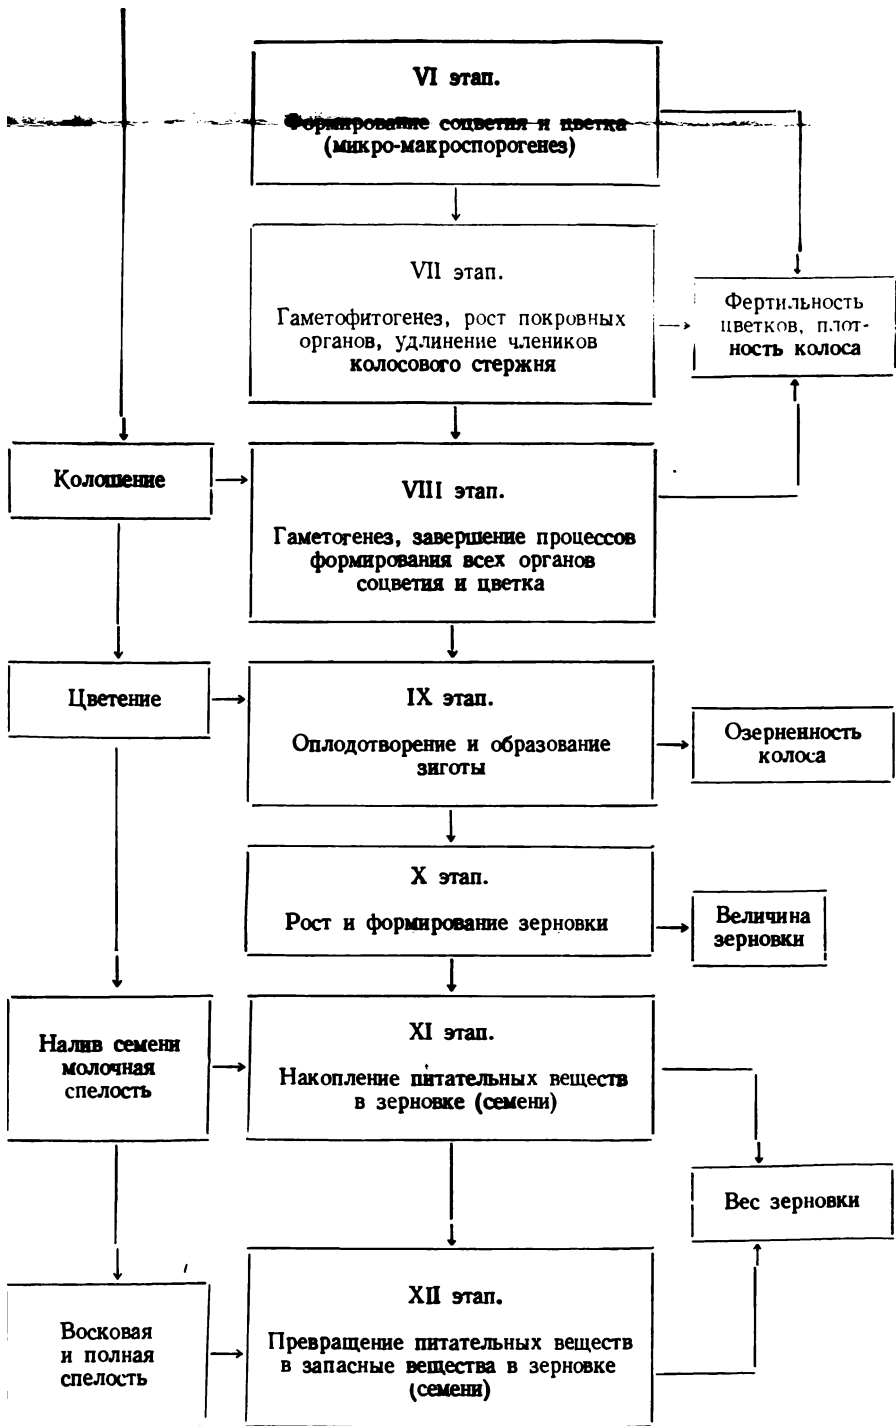 VI этап.
Формирование соцветия и цветка
(микро-макроспорогенез)
VII этап.
Гаметофитогенез, рост покровных
органов, удлинение члеников
колосового стержня
Фертильность
цветков, плот-
ность колоса
Колошение
VIII этап.
Гаметогенез, завершение процессов
формирования всех органов
соцветия и цветка
Цветение
IX этап.
Оплодотворение и образование
зиготы
Озерненность
колоса
X этап.
Рост и формирование зерновки
Величина
зерновки
Налив семени
молочная
спелость
XI этап.
Накопление питательных веществ
в зерновке (семени)
Вес зерновки
Восковая
и полная
спелость
XII этап.
Превращение питательных веществ
в запасные вещества в зерновке
(семени)